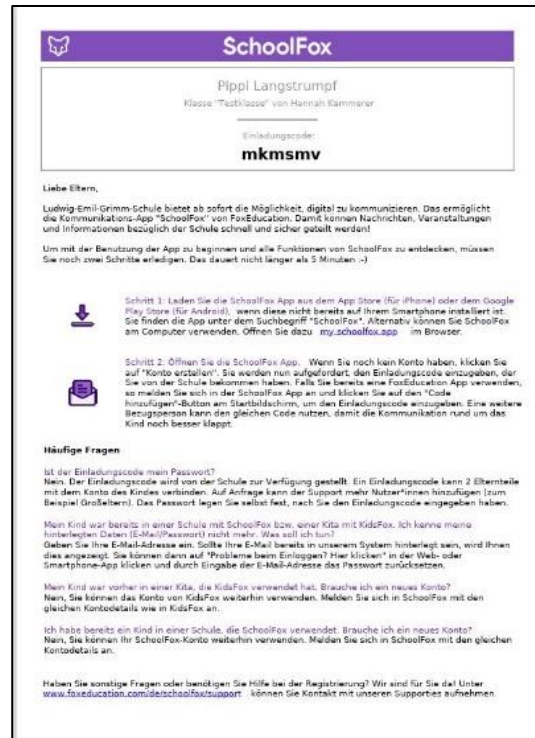 SchoolFox
Pippi Langstrumpf
Klasse "Testklasse" von Hannah Kammerer
Einladungscode:
mkmsmv
Liebe Eltern,
Ludwig-Emil-Grimm-Schule bietet ab sofort die Möglichkeit, digital zu kommunizieren. Das ermöglicht
die Kommunikations-App "SchoolFox" von FoxEducation. Damit können Nachrichten, Veranstaltungen
und Informationen bezüglich der Schule schnell und sicher geteilt werden!
Um mit der Benutzung der App zu beginnen und alle Funktionen von SchoolFox zu entdecken, müssen
Sie noch zwei Schritte erledigen. Das dauert nicht länger als 5 Minuten :-)
Schritt 1: Laden Sie die SchoolFox App aus dem App Store (für iPhone) oder dem Google
Play Store (für Android), wenn diese nicht bereits auf Ihrem Smartphone installiert ist.
Sie finden die App unter dem Suchbegriff "SchoolFox". Alternativ können Sie SchoolFox
am Computer verwenden. Öffnen Sie dazu my.schoolfox.app im Browser.
Schritt 2: Öffnen Sie die SchoolFox App. Wenn Sie noch kein Konto haben, klicken Sie
auf "Konto erstellen". Sie werden nun aufgefordert, den Einladungscode einzugeben, der
Sie von der Schule bekommen haben. Falls Sie bereits eine FoxEducation App verwenden,
so melden Sie sich in der SchoolFox App an und klicken Sie auf den "Code
hinzufügen"-Button am Startbildschirm, um den Einladungscode einzugeben. Eine weitere
Bezugsperson kann den gleichen Code nutzen, damit die Kommunikation rund um das
Kind noch besser klappt.
Häufige Fragen
Ist der Einladungscode mein Passwort?
Nein. Der Einladungscode wird von der Schule zur Verfügung gestellt. Ein Einladungscode kann 2 Elternteile
mit dem Konto des Kindes verbinden. Auf Anfrage kann der Support mehr Nutzer*innen hinzufügen (zum
Beispiel Großeltern). Das Passwort legen Sie selbst fest, nach Sie den Einladungscode eingegeben haben.
Mein Kind war bereits in einer Schule mit SchoolFox bzw. einer Kita mit KidsFox. Ich kenne meine
hinterlegten Daten (E-Mail/Passwort) nicht mehr. Was soll ich tun?
Geben Sie Ihre E-Mail-Adresse ein. Sollte Ihre E-Mail bereits in unserem System hinterlegt sein, wird Ihnen
dies angezeigt. Sie können dann auf "Probleme beim Einloggen? Hier klicken" in der Web- oder
Smartphone-App klicken und durch Eingabe der E-Mail-Adresse das Passwort zurücksetzen.
Mein Kind war vorher in einer Kita, die KidsFox verwendet hat. Brauche ich ein neues Konto?
Nein, Sie können das Konto von KidsFox weiterhin verwenden. Melden Sie sich in SchoolFox mit den
gleichen Kontodetails wie in KidsFox an.
Ich habe bereits ein Kind in einer Schule, die SchoolFox verwendet. Brauche ich ein neues Konto?
Nein, Sie können Ihr SchoolFox-Konto weiterhin verwenden. Melden Sie sich in SchoolFox mit den gleichen
Kontodetails an.
Haben Sie sonstige Fragen oder benötigen Sie Hilfe bei der Registrierung? Wir sind für Sie da! Unter
www.foxeducation.com/de/schoolfox/support können Sie Kontakt mit unseren Supporties aufnehmen.